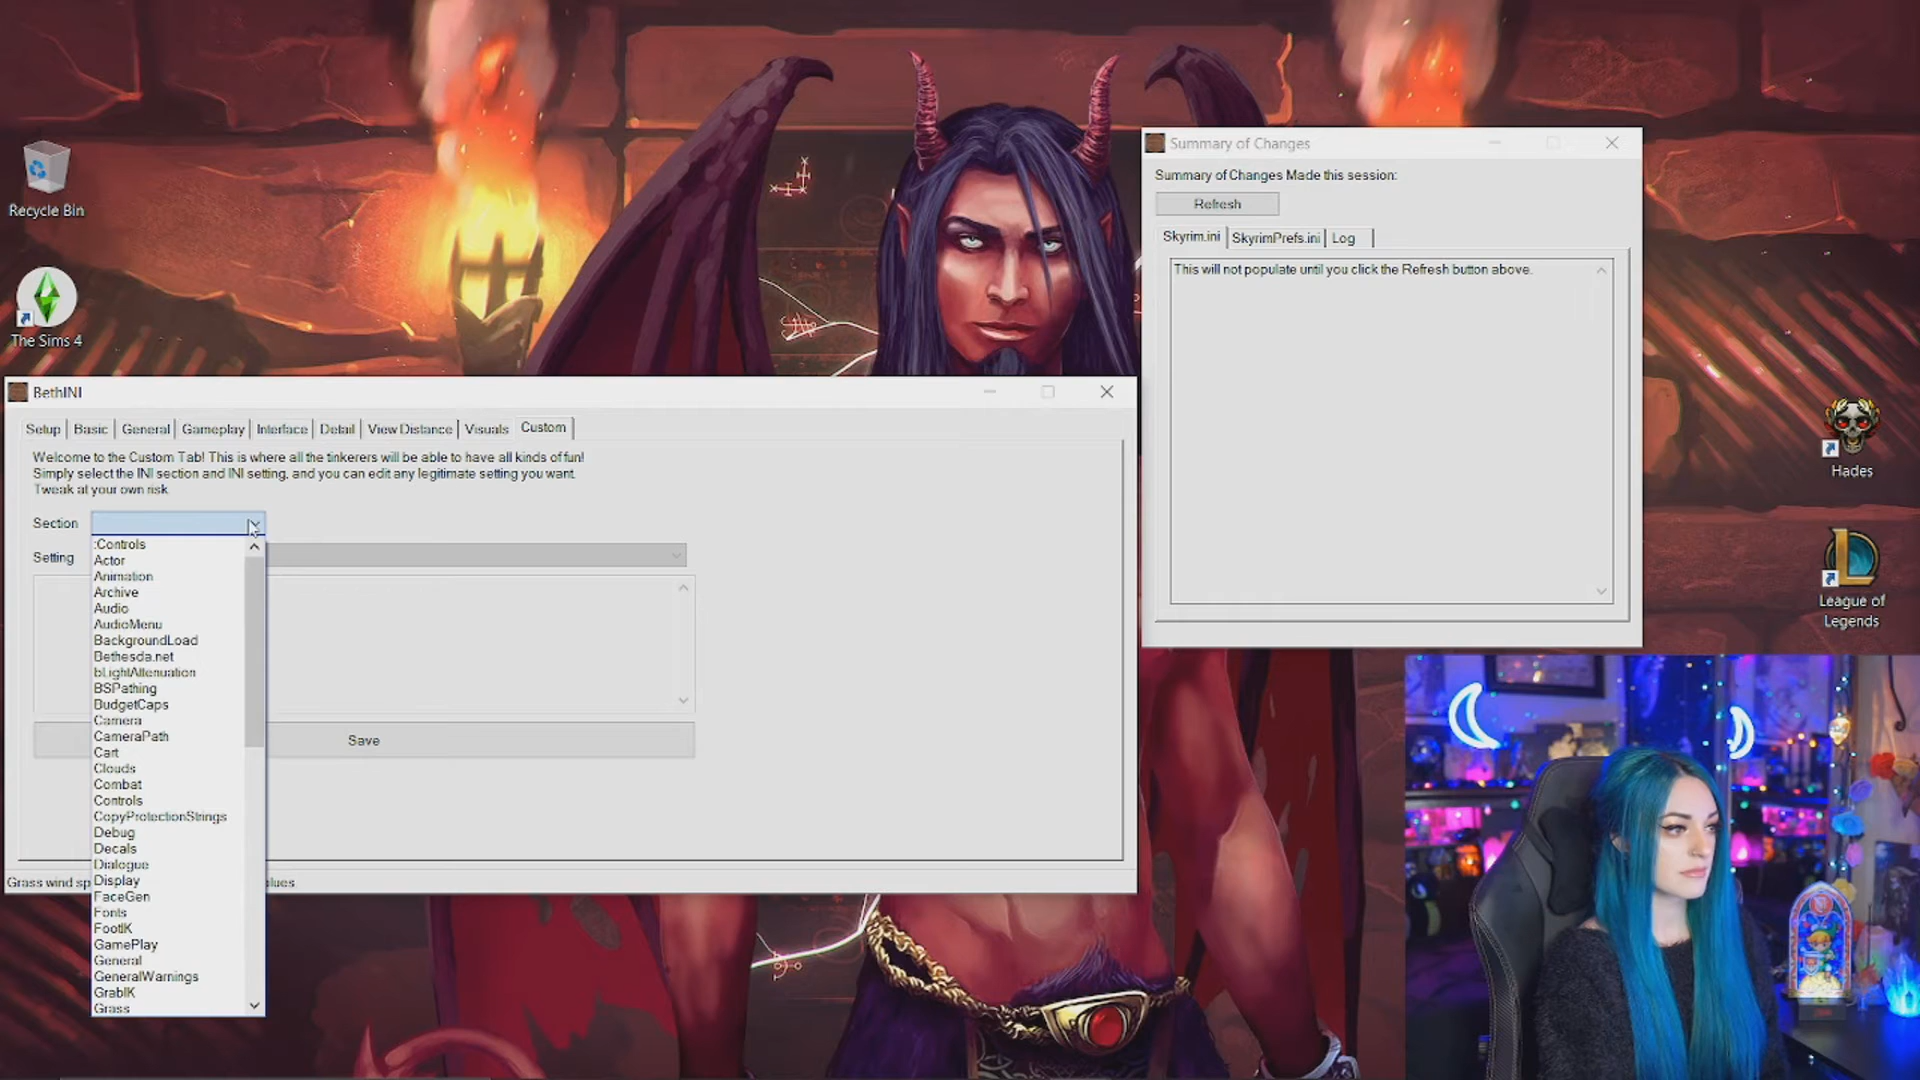 Recycle Bin
The Sims 4
Summary of Changes
Summary of Changes Made this session:
Refresh
Skyrim.ini
SkyrimPrefs.ini
Log
This will not populate until you click the Refresh button above.
Hades
League of
Legends
BethINI
Setup
Basic
General
Gameplay
Interface
Detail
View Distance
Visuals
Custom
Welcome to the Custom Tab! This is where all the tinkerers will be able to have all kinds of fun!
Simply select the INI section and INI setting, and you can edit any legitimate setting you want.
Tweak at your own risk.
Section
Setting
:Controls
Actor
Animation
Archive
Audio
AudioMenu
BackgroundLoad
Bethesda.net
bLightAttenuation
BSPathing
BudgetCaps
Camera
CameraPath
Cart
Clouds
Combat
Controls
CopyProtectionStrings
Debug
Decals
Dialogue
Display
FaceGen
Fonts
FootIK
GamePlay
General
GeneralWarnings
GrabIK
Grass
Save
Grass wind sp